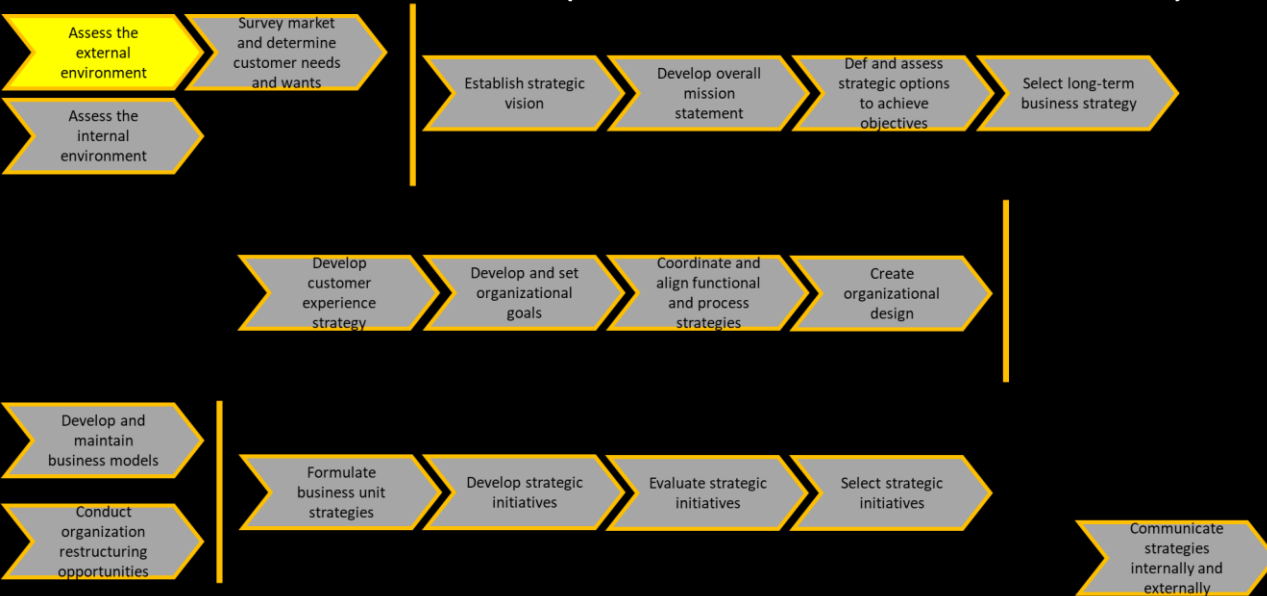 Assess the
external
environment
Survey market
and determine
customer needs
and wants
Assess the
internal
environment
Establish strategic
vision
Develop overall
mission
statement
Def and assess
strategic options
to achieve
objectives
Select long-term
business strategy
Develop
customer
experience
strategy
Develop and set
organizational
goals
Coordinate and
align functional
and process
strategies
Create
organizational
design
Develop and
maintain
business models
Conduct
organization
restructuring
opportunities
Formulate
business unit
strategies
Develop strategic
initiatives
Evaluate strategic
initiatives
Select strategic
initiatives
Communicate
strategies
internally and
externally